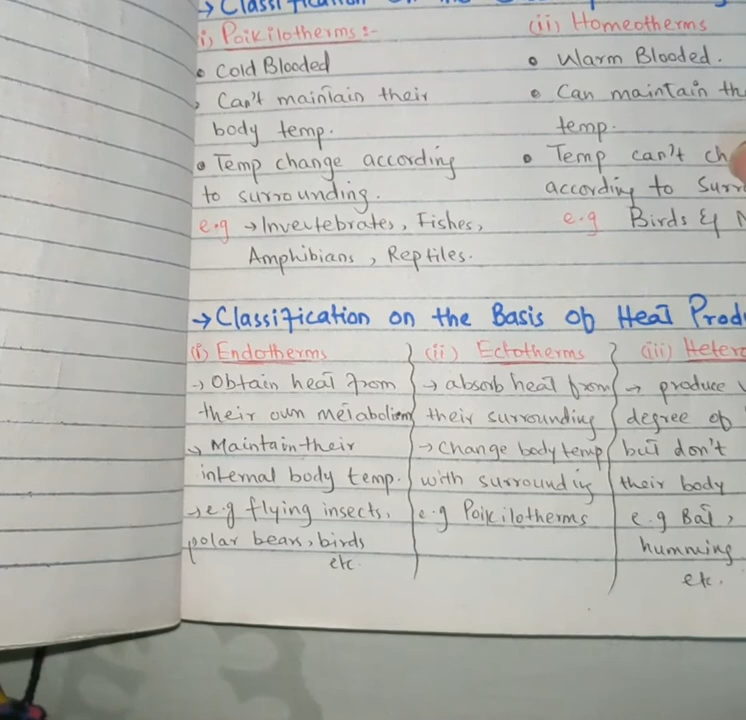 → Classification on the
(i) Poikilotherms :-
• Cold Blooded
• Can't maintain their
body temp.
• Temp change according
to surrounding.
e.g → Invertebrates, Fishes,
Amphibians, Reptiles.
(ii) Homeotherms
• Warm Blooded.
• Can maintain th
temp.
• Temp can't ch
according to Surr
e.g Birds &
→ Classification on the Basis of Heat Prod
(i) Endotherms
→ Obtain heat from
their own metabolism
→ Maintain their
internal body temp.
→ e.g flying insects,
polar bears, birds
etc.
(ii) Ectotherms
→ absorb heat from
their surrounding
→ Change body temp
with surrounding
e.g Poikilotherms
(iii) Hetero
→ produce
degree of
but don't
their body
e.g Bat,
humming
etc.